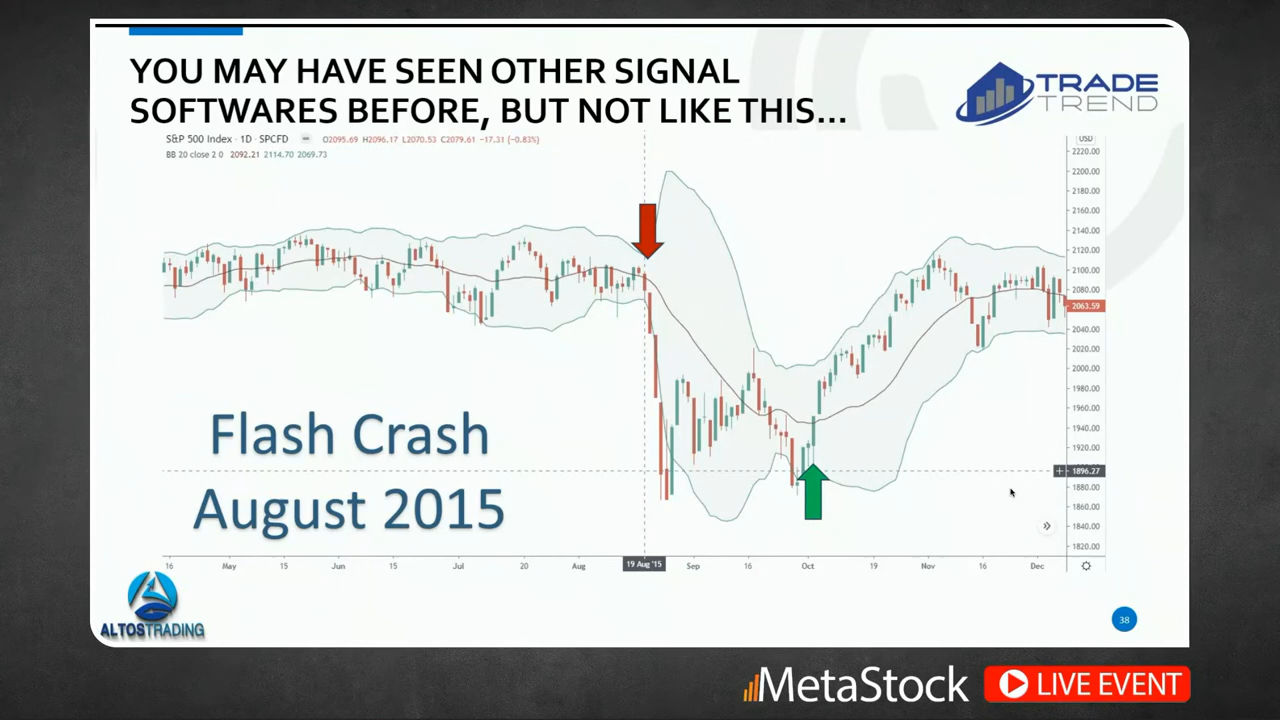 YOU MAY HAVE SEEN OTHER SIGNAL
SOFTWARES BEFORE, BUT NOT LIKE THIS...
TRADE
TREND
S&P 500 Index · 1D · SPCFD O2095.69 H2096.17 L2070.53 C2079.61 −17.31 (−0.83%)
BB 20 close 2 0 2092.21 2114.70 2069.73
USD
2220.00
2200.00
2180.00
2160.00
2140.00
2120.00
2100.00
2080.00
2063.59
2040.00
2020.00
2000.00
1980.00
1960.00
1940.00
1920.00
1896.27
1880.00
1860.00
1840.00
1820.00
Flash Crash
August 2015
16 May 15 Jun 15 Jul 20 Aug 19 Aug '15 Sep 16 Oct 19 Nov 16 Dec
ALTOSTRADING
38
MetaStock
LIVE EVENT